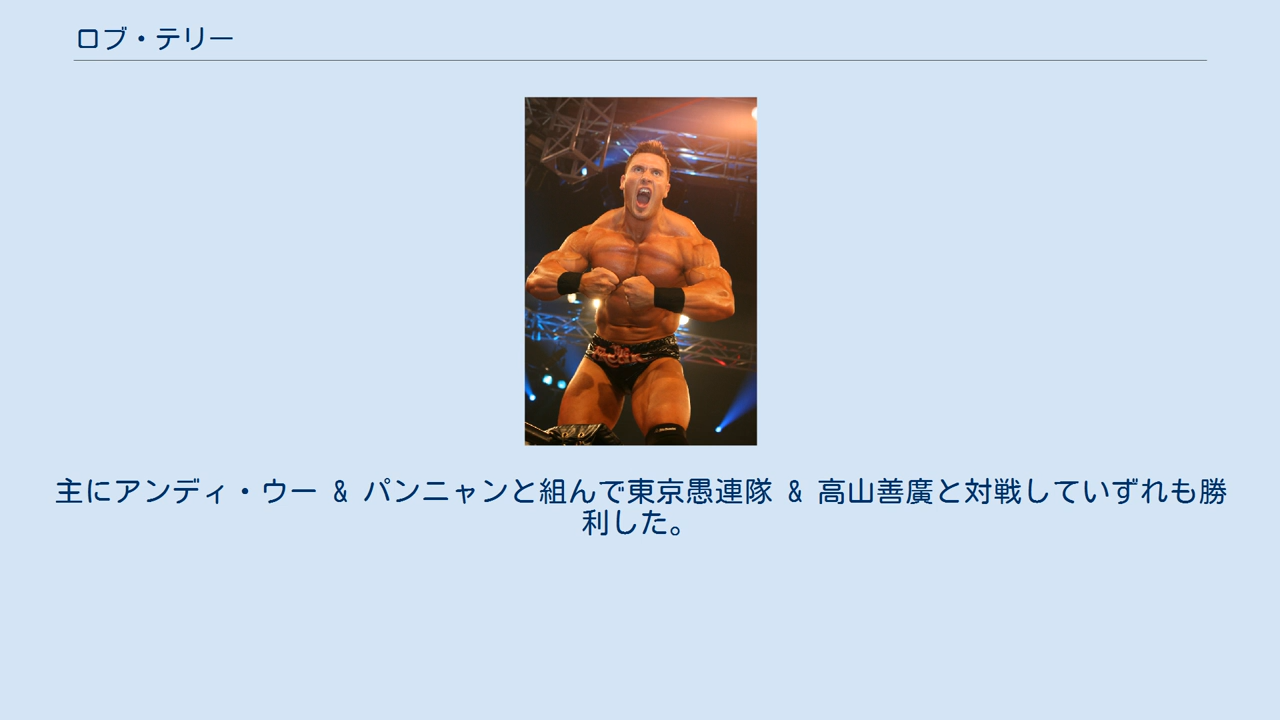 ロブ・テリー
主にアンディ・ウー & パンニャンと組んで東京愚連隊 & 高山善廣と対戦していずれも勝
利した。